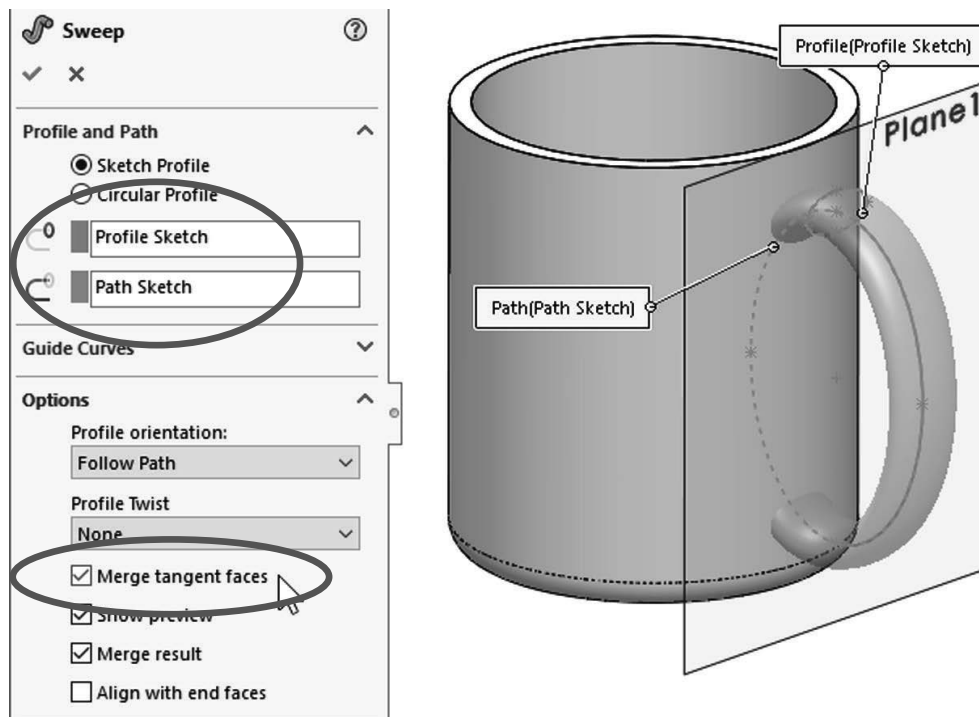 Sweep
Profile and Path
Sketch Profile
Circular Profile
Profile Sketch
Path Sketch
Guide Curves
Options
Profile orientation:
Follow Path
Profile Twist
None
Merge tangent faces
Show preview
Merge result
Align with end faces
Profile(Profile Sketch)
Plane1
Path(Path Sketch)